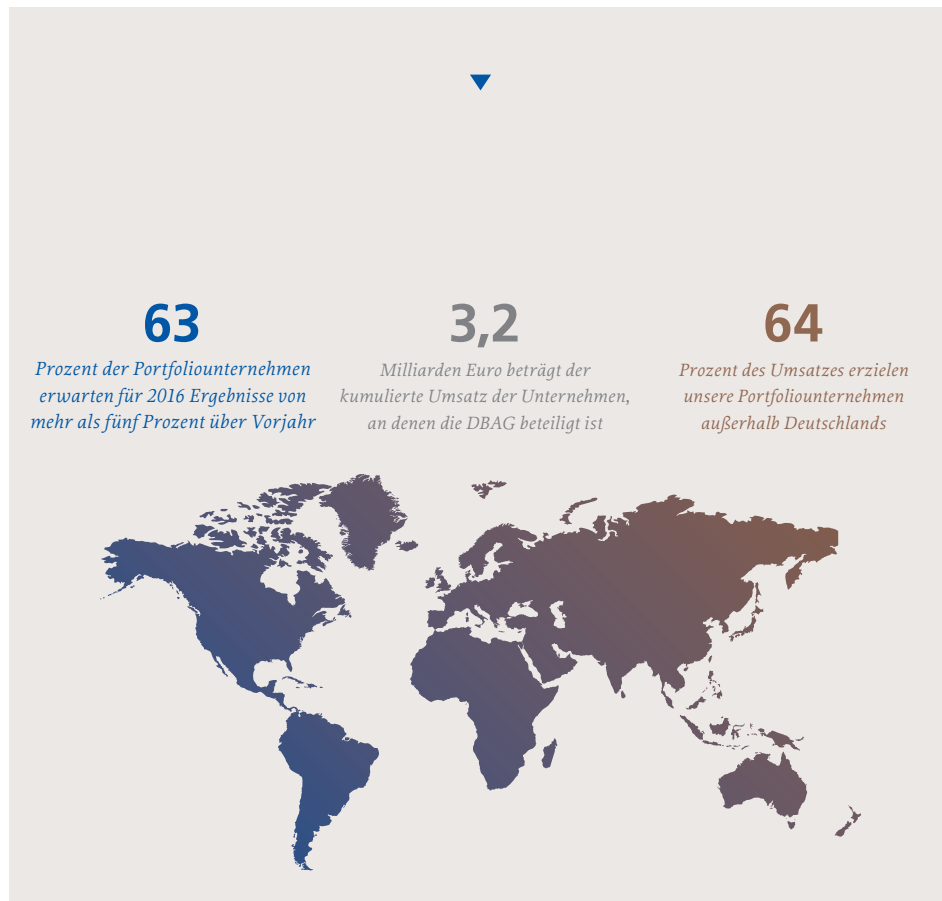 63
Prozent der Portfoliounternehmen
erwarten für 2016 Ergebnisse von
mehr als fünf Prozent über Vorjahr
3,2
Milliarden Euro beträgt der
kumulierte Umsatz der Unternehmen,
an denen die DBAG beteiligt ist
64
Prozent des Umsatzes erzielen
unsere Portfoliounternehmen
außerhalb Deutschlands